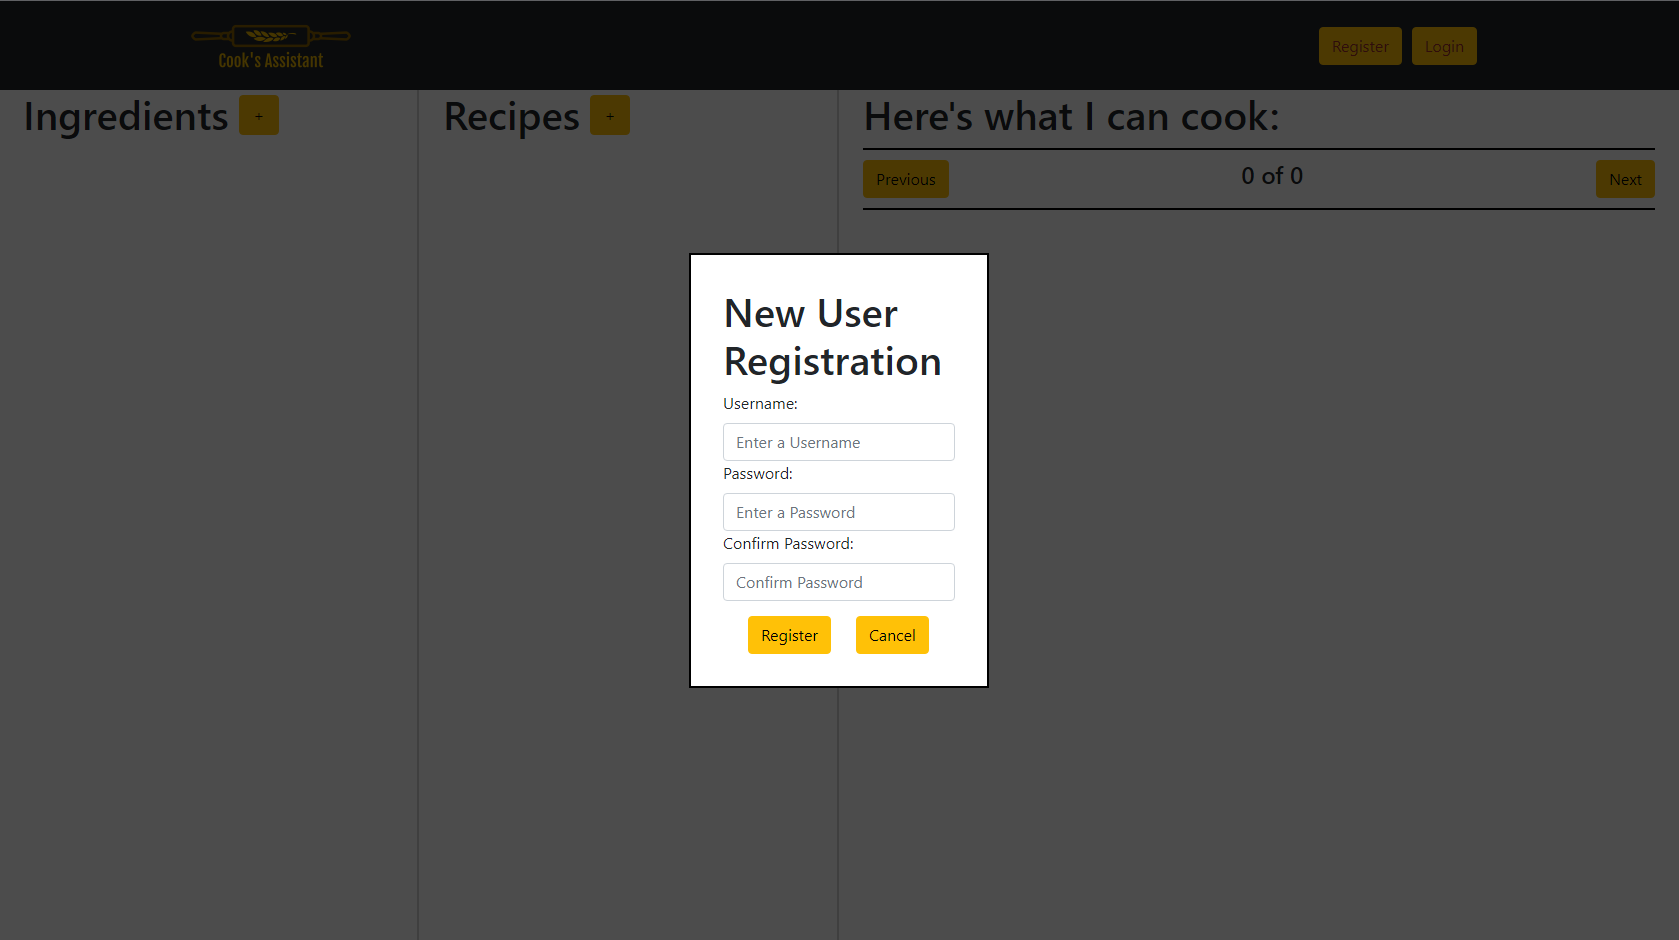 Cook's Assistant
Register Login
Ingredients +
Recipes +
Here's what I can cook:
Previous 0 of 0 Next
New User
Registration
Username:
Enter a Username
Password:
Enter a Password
Confirm Password:
Confirm Password
Register Cancel